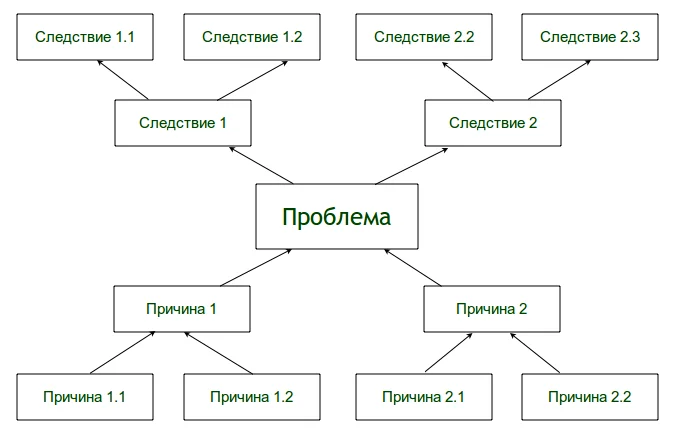 Следствие 1.1
Следствие 1.2
Следствие 2.2
Следствие 2.3
Следствие 1
Следствие 2
Проблема
Причина 1
Причина 2
Причина 1.1
Причина 1.2
Причина 2.1
Причина 2.2